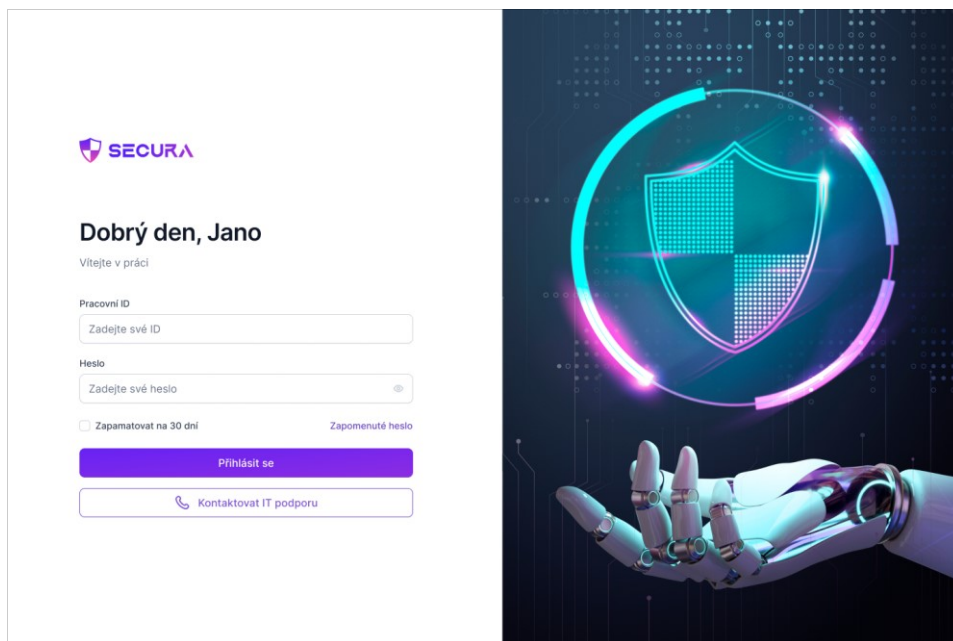 SECURA
Dobrý den, Jano
Vítejte v práci
Pracovní ID
Zadejte své ID
Heslo
Zadejte své heslo
Zapamatovat na 30 dní
Zapomenuté heslo
Přihlásit se
Kontaktovat IT podporu